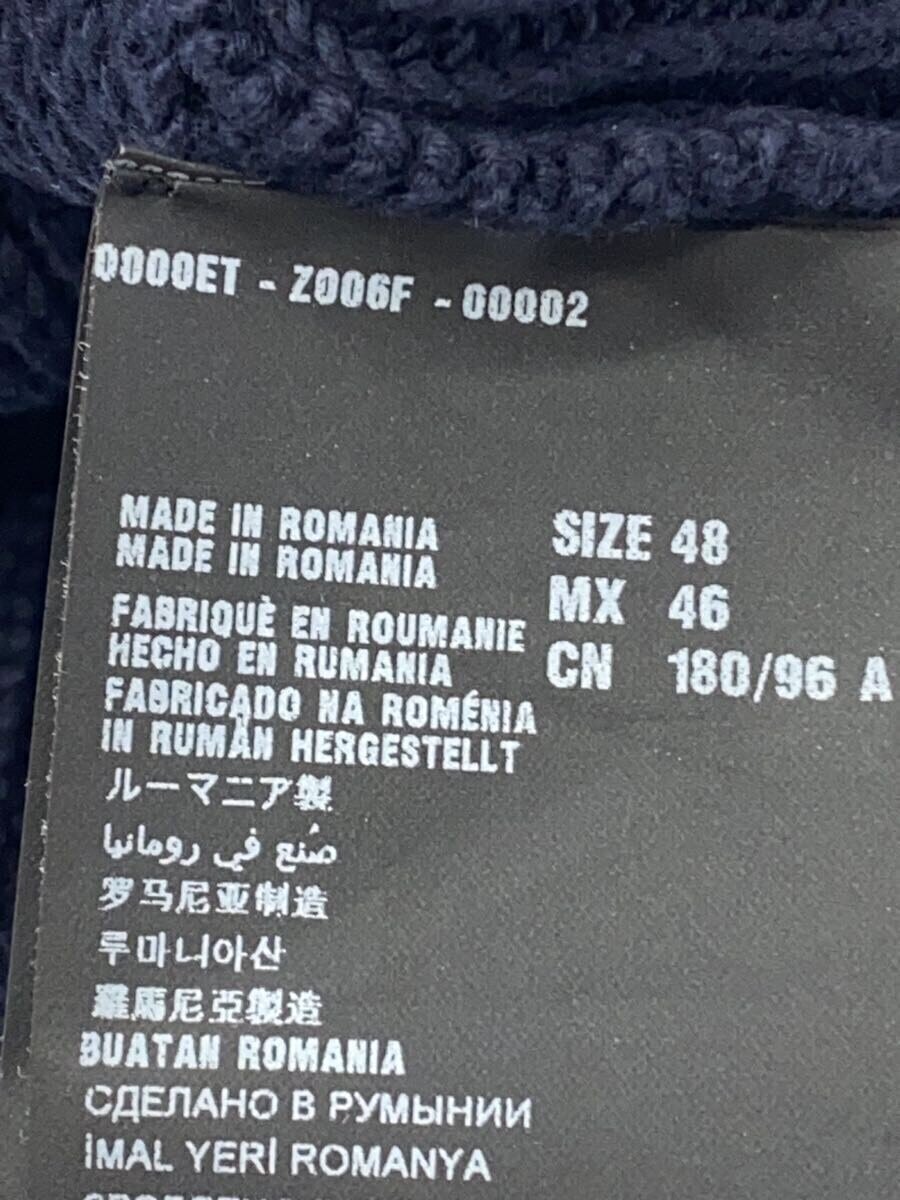 0000ET - Z006F - 00002
MADE IN ROMANIA
MADE IN ROMANIA
FABRIQUÈ EN ROUMANIE
HECHO EN RUMANIA
FABRICADO NA ROMÉNIA
IN RUMÄN HERGESTELLT
SIZE 48
MX 46
CN 180/96 A
ルーマニア製
صُنع في رومانيا
罗马尼亚制造
루마니아산
羅馬尼亞製造
BUATAN ROMANIA
СДЕЛАНО В РУМЫНИИ
İMAL YERİ ROMANYA